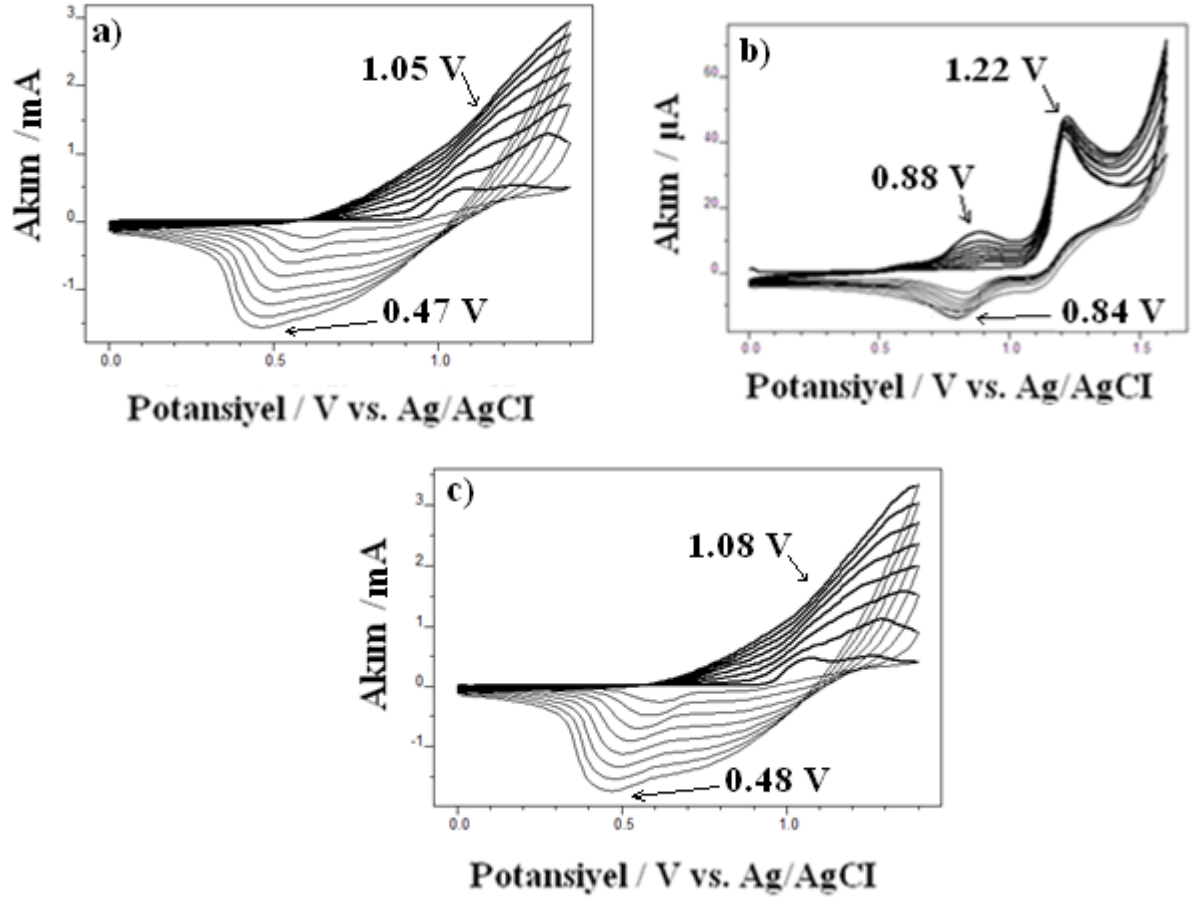 a)
3
2
1
0
-1
1.05 V
0.47 V
0.0
0.5
1.0
Akım /mA
Potansiyel / V vs. Ag/AgCI
b)
60
40
20
0
1.22 V
0.88 V
0.84 V
0.0
0.5
1.0
1.5
Akım / µA
Potansiyel / V vs. Ag/AgCI
c)
3
2
1
0
-1
1.08 V
0.48 V
0.0
0.5
1.0
Akım /mA
Potansiyel / V vs. Ag/AgCI